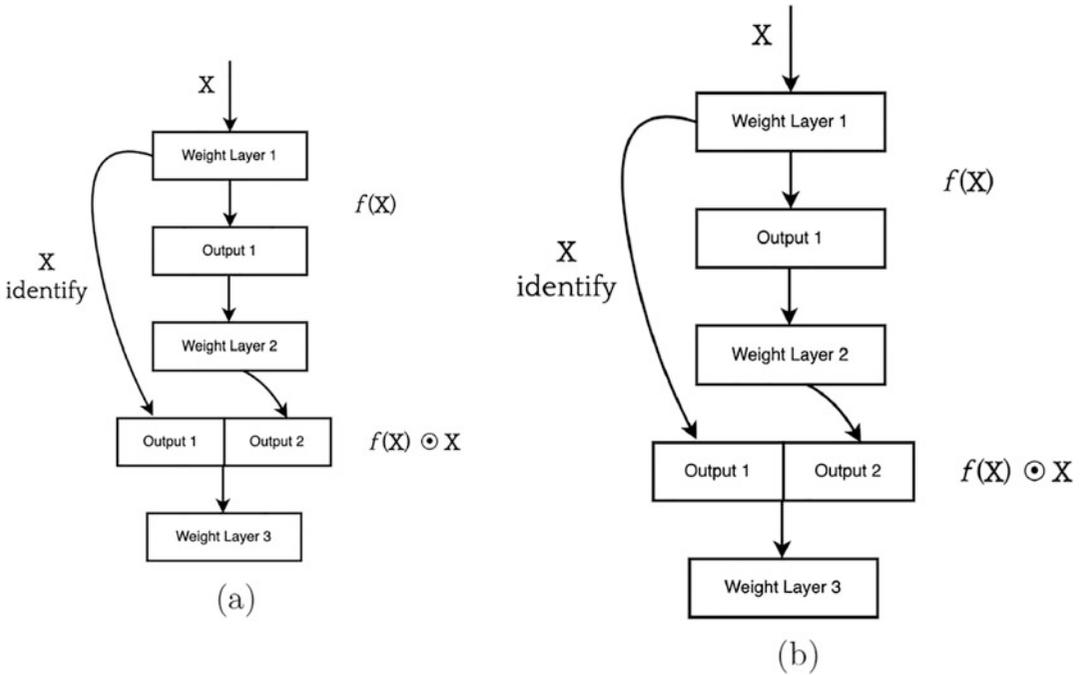 X
Weight Layer 1
f(X)
Output 1
X
identify
Weight Layer 2
Output 1
Output 2
f(X) ⊙ X
Weight Layer 3
(a)
X
Weight Layer 1
f(X)
Output 1
X
identify
Weight Layer 2
Output 1
Output 2
f(X) ⊙ X
Weight Layer 3
(b)